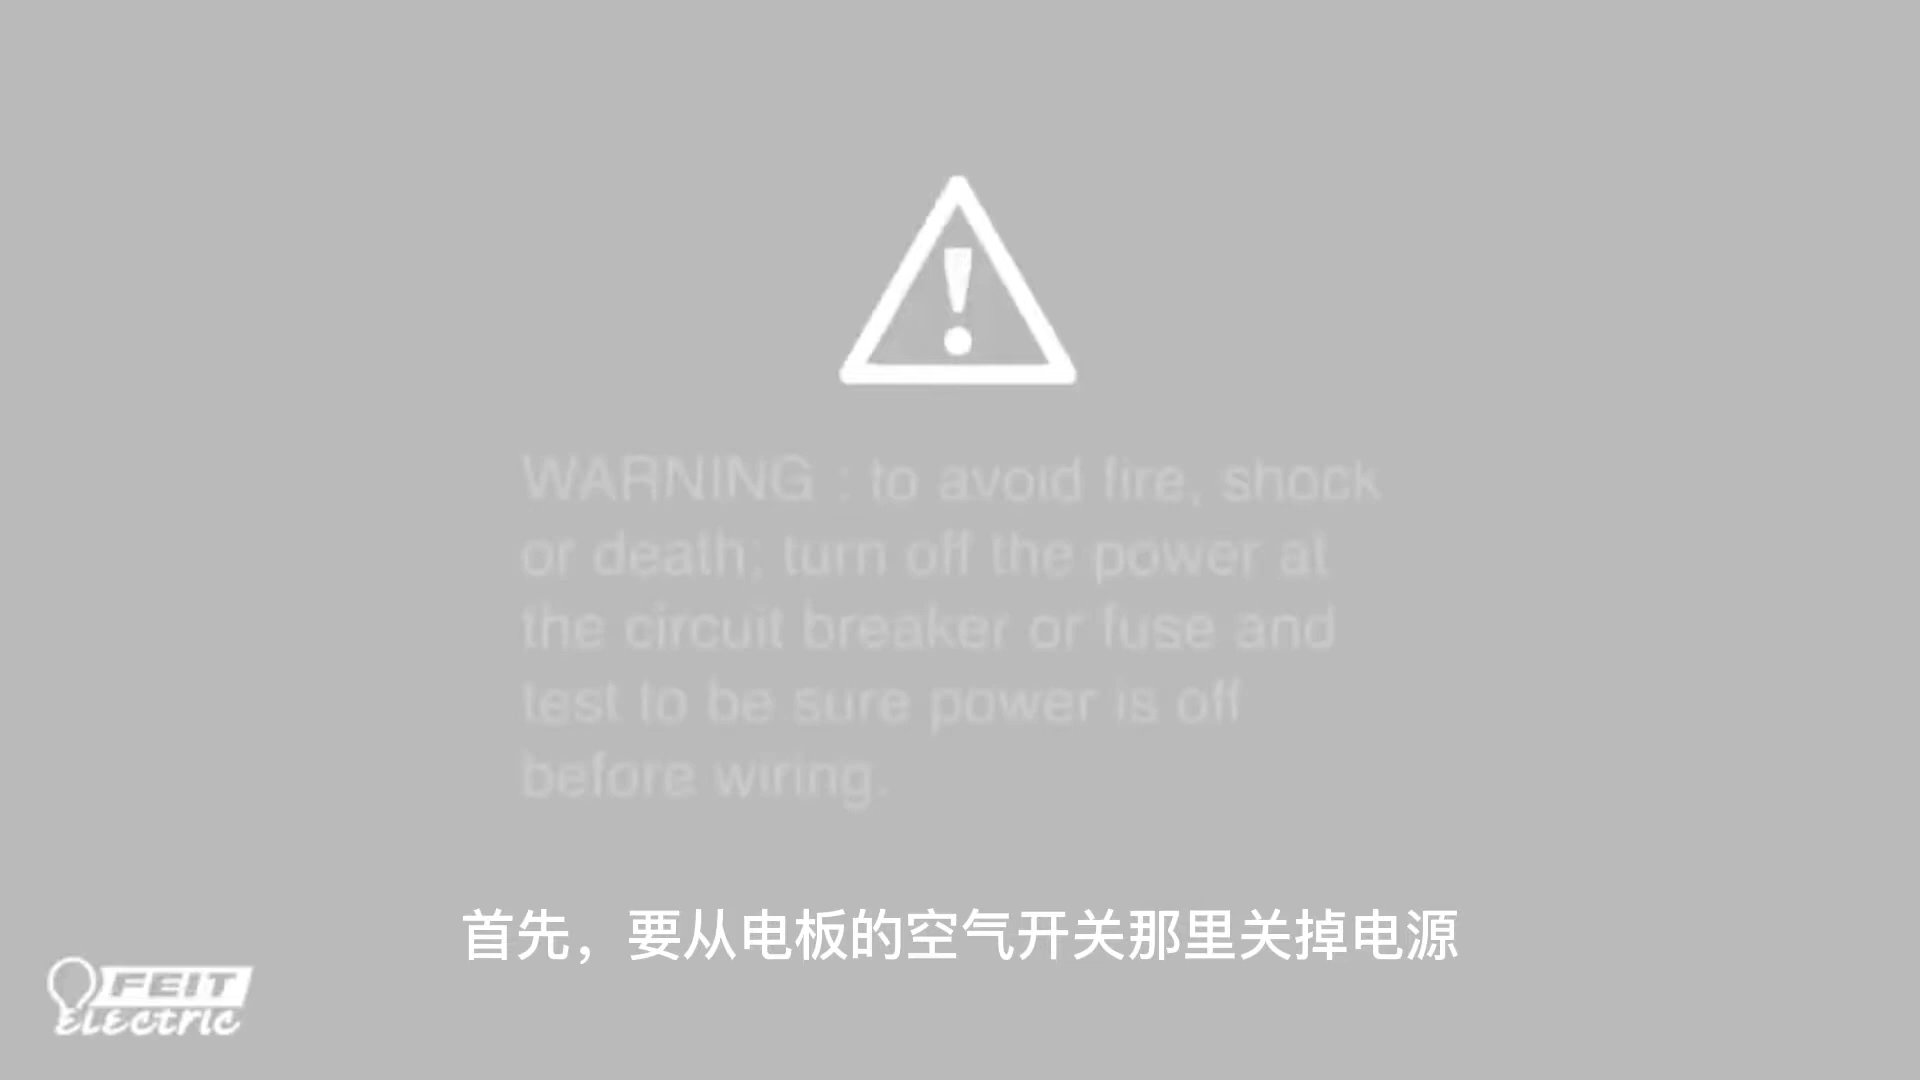 WARNING : to avoid fire, shock
or death; turn off the power at
the circuit breaker or fuse and
test to be sure power is off
before wiring.
首先，要从电板的空气开关那里关掉电源
FEIT
ELECTRIC